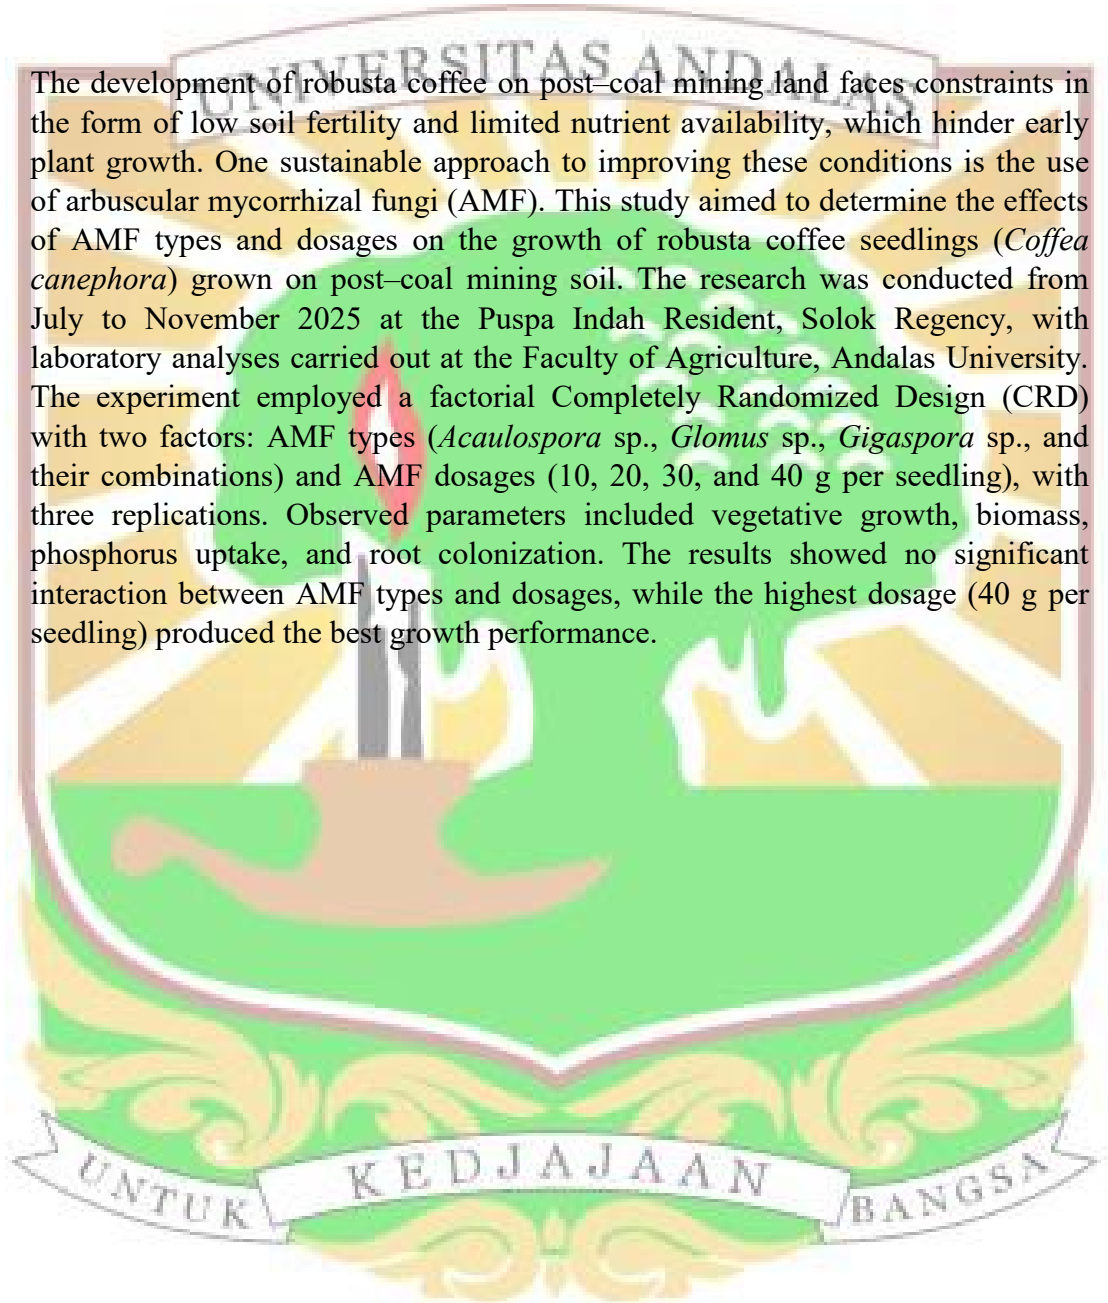 UNIVERSITAS ANDALAS
The development of robusta coffee on post–coal mining land faces constraints in
the form of low soil fertility and limited nutrient availability, which hinder early
plant growth. One sustainable approach to improving these conditions is the use
of arbuscular mycorrhizal fungi (AMF). This study aimed to determine the effects
of AMF types and dosages on the growth of robusta coffee seedlings (Coffea
canephora) grown on post–coal mining soil. The research was conducted from
July to November 2025 at the Puspa Indah Resident, Solok Regency, with
laboratory analyses carried out at the Faculty of Agriculture, Andalas University.
The experiment employed a factorial Completely Randomized Design (CRD)
with two factors: AMF types (Acaulospora sp., Glomus sp., Gigaspora sp., and
their combinations) and AMF dosages (10, 20, 30, and 40 g per seedling), with
three replications. Observed parameters included vegetative growth, biomass,
phosphorus uptake, and root colonization. The results showed no significant
interaction between AMF types and dosages, while the highest dosage (40 g per
seedling) produced the best growth performance.
UNTUK KEDJAJAAN BANGSA